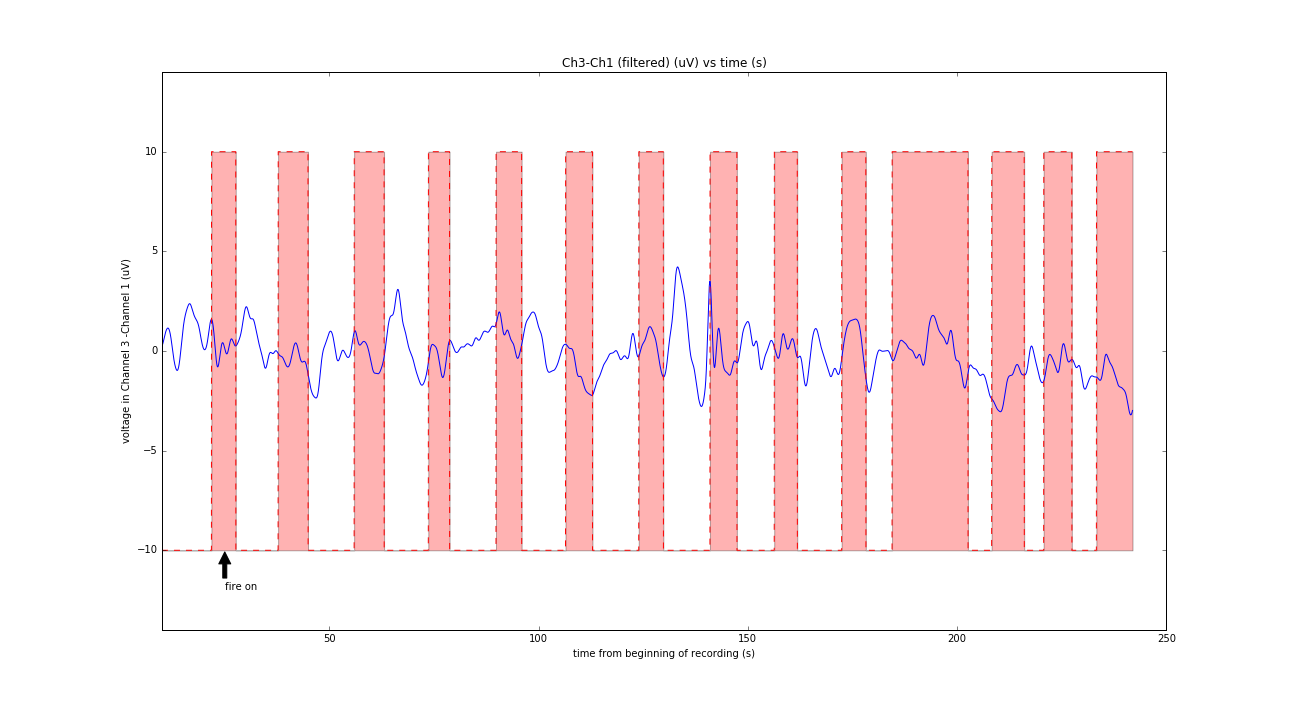 Ch3-Ch1 (filtered) (uV) vs time (s)
10
5
0
−5
−10
voltage in Channel 3 -Channel 1 (uV)
fire on
50
100
150
200
250
time from beginning of recording (s)